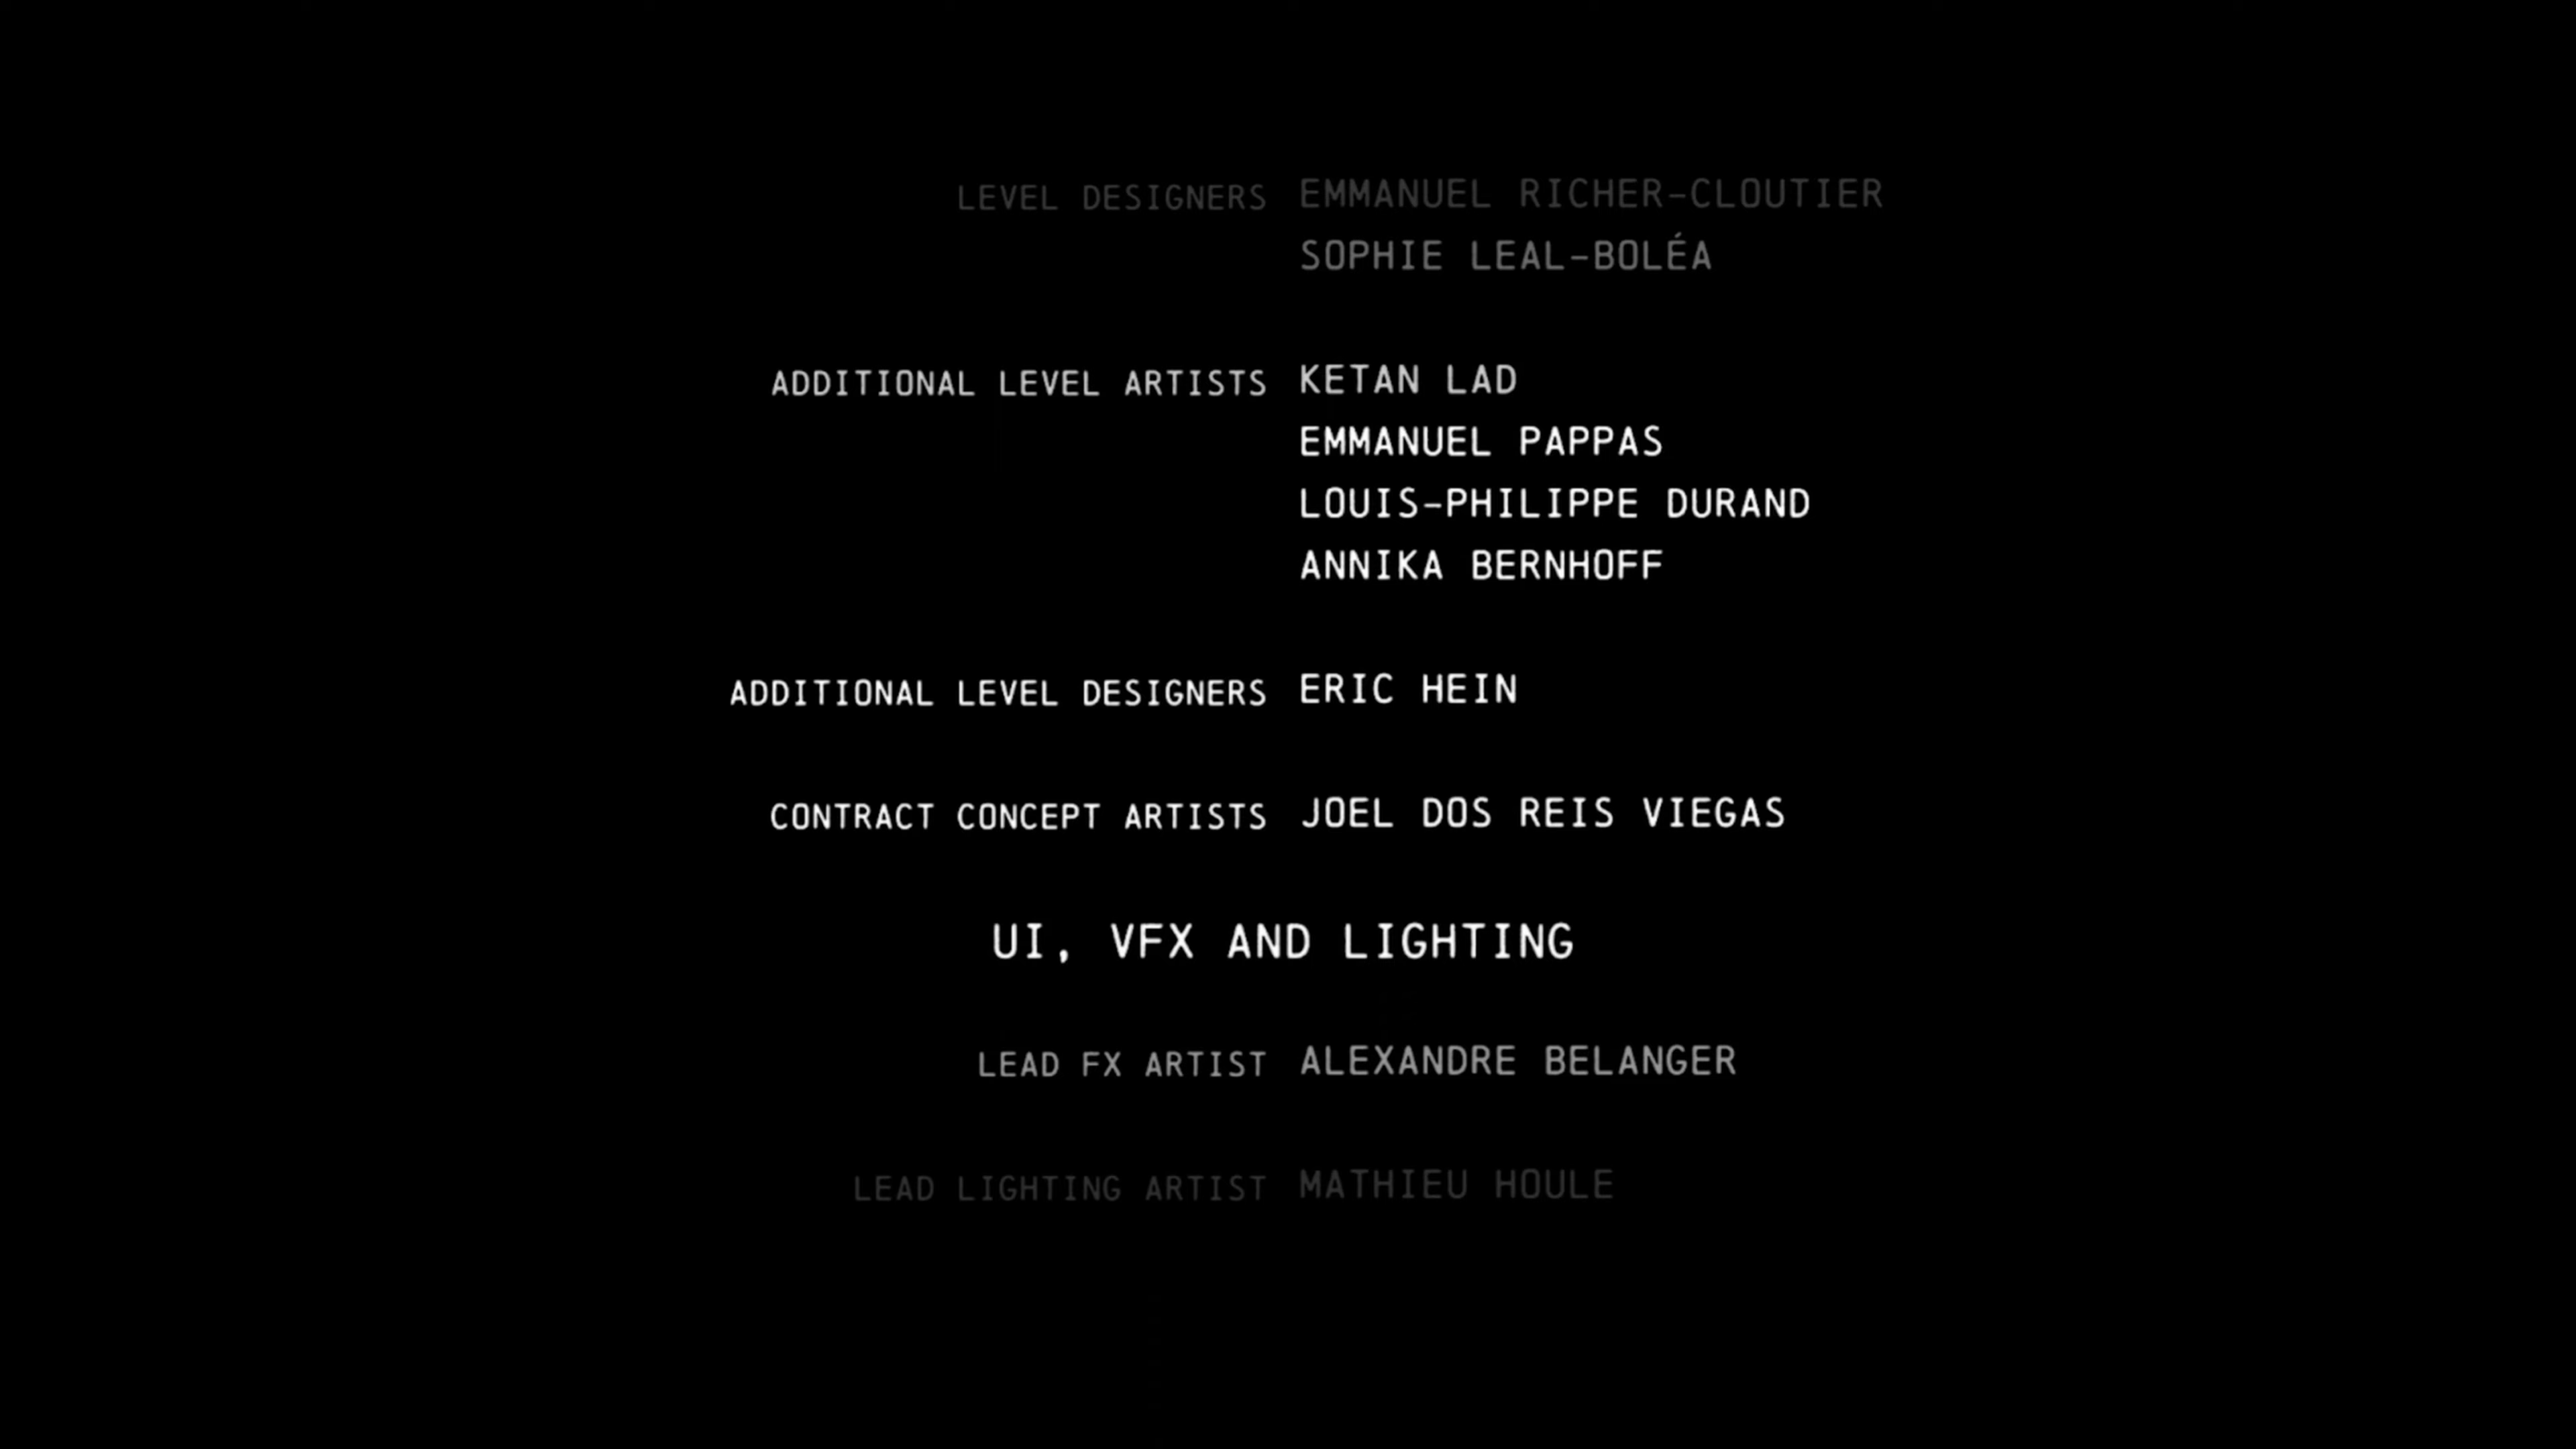 LEVEL DESIGNERS EMMANUEL RICHER-CLOUTIER
SOPHIE LEAL-BOLÉA
ADDITIONAL LEVEL ARTISTS KETAN LAD
EMMANUEL PAPPAS
LOUIS-PHILIPPE DURAND
ANNIKA BERNHOFF
ADDITIONAL LEVEL DESIGNERS ERIC HEIN
CONTRACT CONCEPT ARTISTS JOEL DOS REIS VIEGAS
UI, VFX AND LIGHTING
LEAD FX ARTIST ALEXANDRE BELANGER
LEAD LIGHTING ARTIST MATHIEU HOULE